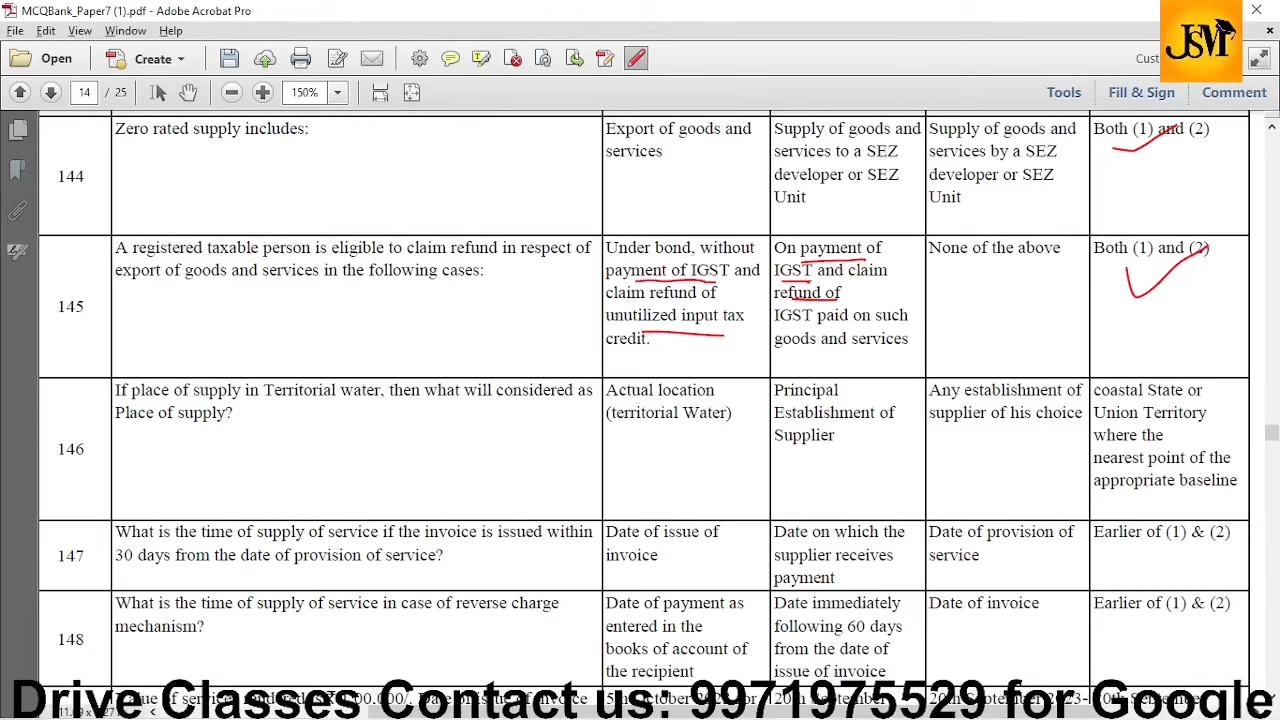 MCQBank_Paper7 (1).pdf - Adobe Acrobat Pro
File Edit View Window Help
JSM
Open Create Cust
14 / 25 150% Tools Fill & Sign Comment
144
Zero rated supply includes:
Export of goods and
services
Supply of goods and
services to a SEZ
developer or SEZ
Unit
Supply of goods and
services by a SEZ
developer or SEZ
Unit
Both (1) and (2)
145
A registered taxable person is eligible to claim refund in respect of
export of goods and services in the following cases:
Under bond, without
payment of IGST and
claim refund of
unutilized input tax
credit.
On payment of
IGST and claim
refund of
IGST paid on such
goods and services
None of the above
Both (1) and (2)
146
If place of supply in Territorial water, then what will considered as
Place of supply?
Actual location
(territorial Water)
Principal
Establishment of
Supplier
Any establishment of
supplier of his choice
coastal State or
Union Territory
where the
nearest point of the
appropriate baseline
147
What is the time of supply of service if the invoice is issued within
30 days from the date of provision of service?
Date of issue of
invoice
Date on which the
supplier receives
payment
Date of provision of
service
Earlier of (1) & (2)
148
What is the time of supply of service in case of reverse charge
mechanism?
Date of payment as
entered in the
books of account of
the recipient
Date immediately
following 60 days
from the date of
issue of invoice
Date of invoice
Earlier of (1) & (2)
Drive Classes Contact us: 9971975529 for Google